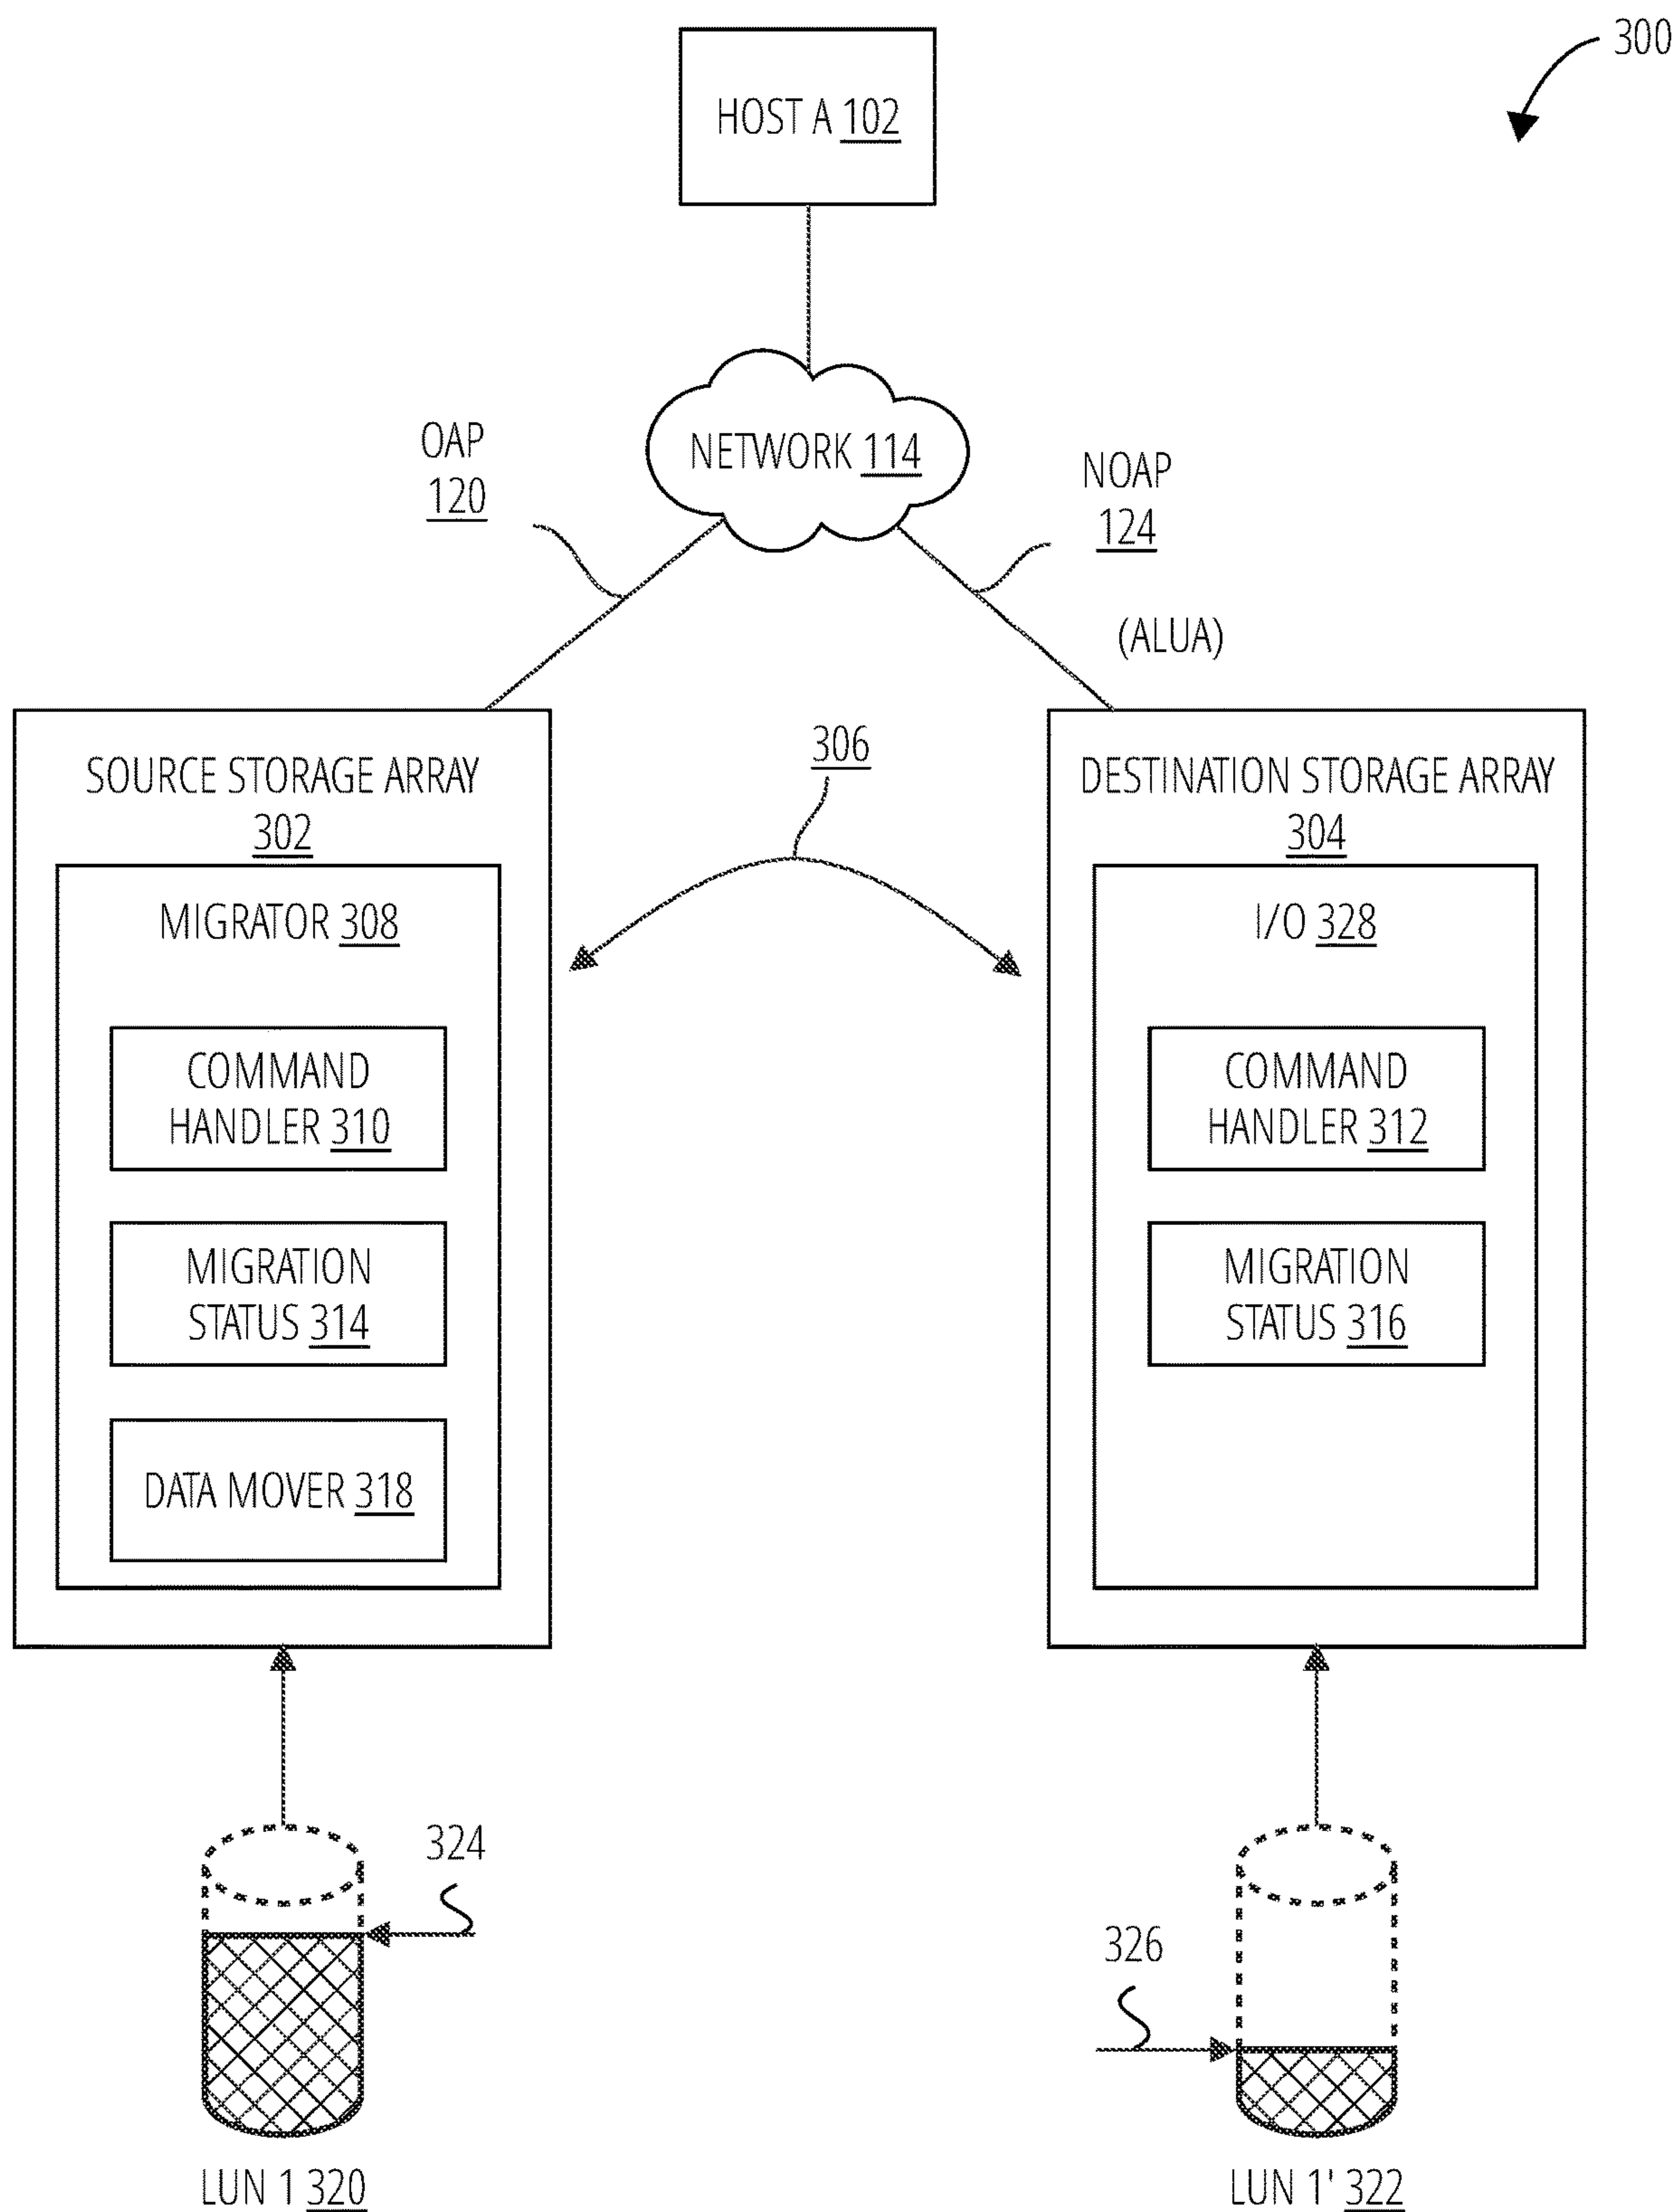 300
HOST A 102
NETWORK 114
OAP
120
NOAP
124
(ALUA)
306
SOURCE STORAGE ARRAY
302
MIGRATOR 308
COMMAND
HANDLER 310
MIGRATION
STATUS 314
DATA MOVER 318
DESTINATION STORAGE ARRAY
304
I/O 328
COMMAND
HANDLER 312
MIGRATION
STATUS 316
324
326
LUN 1 320
LUN 1' 322